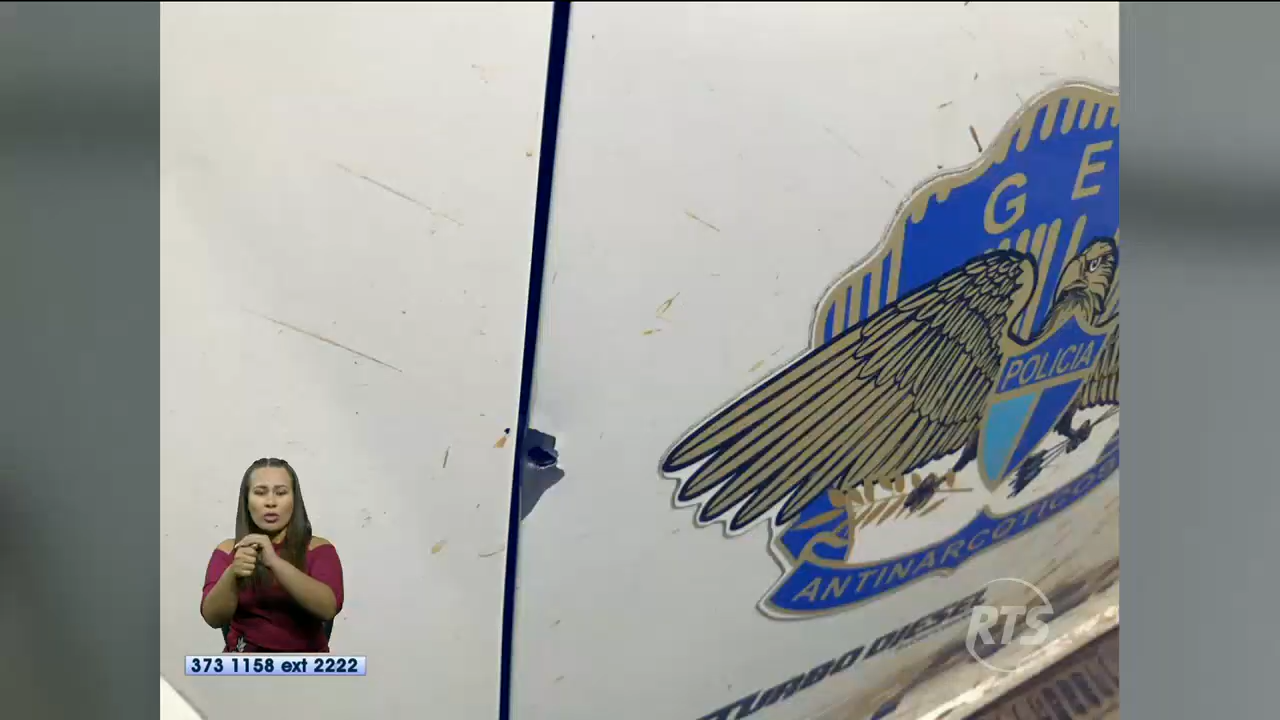 G E
POLICIA
ANTINARCOTICOS
TURBO DIESEL
RTS
373 1158 ext 2222